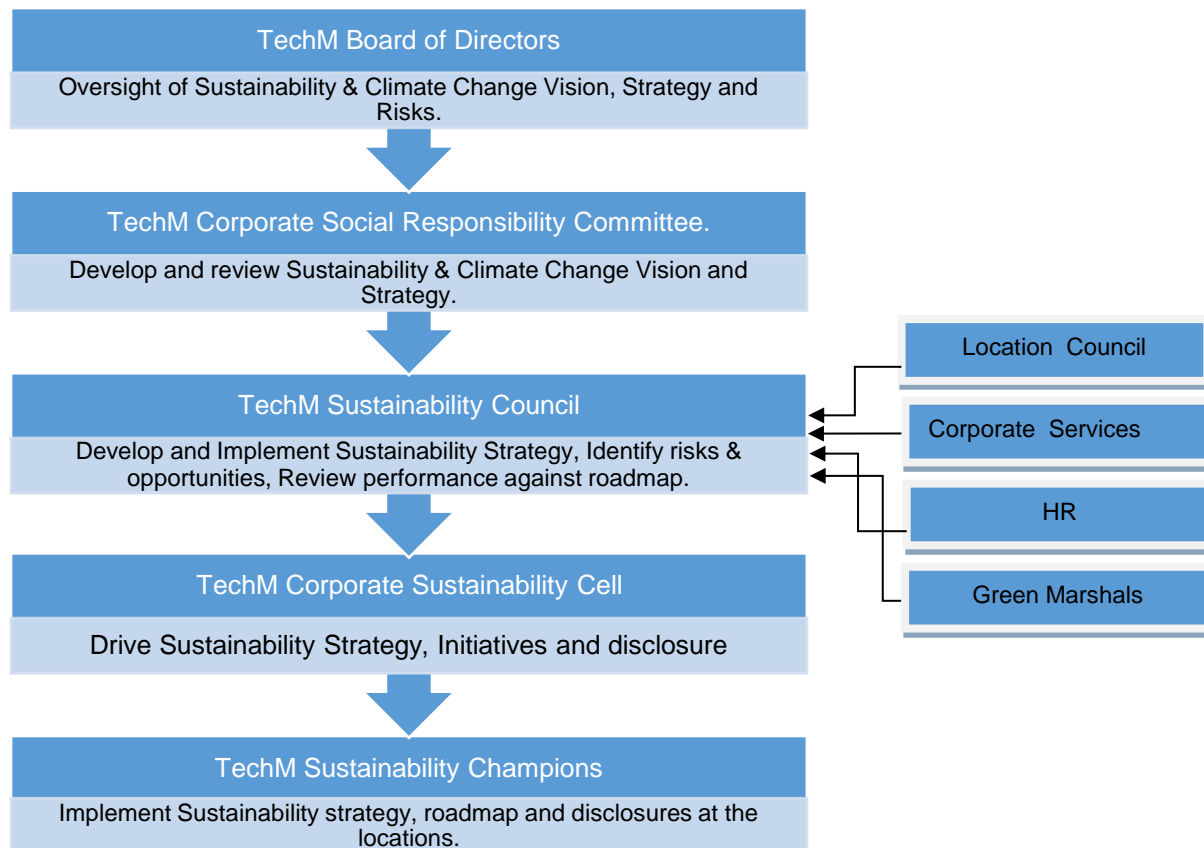 TechM Board of Directors
Oversight of Sustainability & Climate Change Vision, Strategy and
Risks.
TechM Corporate Social Responsibility Committee.
Develop and review Sustainability & Climate Change Vision and
Strategy.
TechM Sustainability Council
Develop and Implement Sustainability Strategy, Identify risks &
opportunities, Review performance against roadmap.
TechM Corporate Sustainability Cell
Drive Sustainability Strategy, Initiatives and disclosure
TechM Sustainability Champions
Implement Sustainability strategy, roadmap and disclosures at the
locations.
Location Council
Corporate Services
HR
Green Marshals